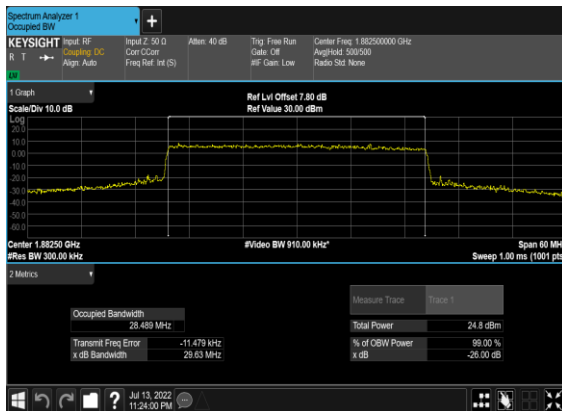 Spectrum Analyzer 1
Occupied BW
+
KEYSIGHT
R T
LXI
Input: RF
Coupling: DC
Align: Auto
Input Z: 50 Ω
Corr CCorr
Freq Ref: Int (S)
Atten: 40 dB
Trig: Free Run
Gate: Off
#IF Gain: Low
Center Freq: 1.882500000 GHz
Avg|Hold: 500/500
Radio Std: None
1 Graph
Scale/Div 10.0 dB
Ref Lvl Offset 7.80 dB
Ref Value 30.00 dBm
Log
20.0
10.0
0.00
-10.0
-20.0
-30.0
-40.0
-50.0
-60.0
Center 1.88250 GHz
#Res BW 300.00 kHz
#Video BW 910.00 kHz*
Span 60 MH
Sweep 1.00 ms (1001 pts
2 Metrics
Measure Trace Trace 1
Occupied Bandwidth
28.489 MHz
Total Power 24.8 dBm
Transmit Freq Error -11.479 kHz
% of OBW Power 99.00 %
x dB Bandwidth 29.63 MHz
x dB -26.00 dB
?
Jul 13, 2022
11:24:00 PM